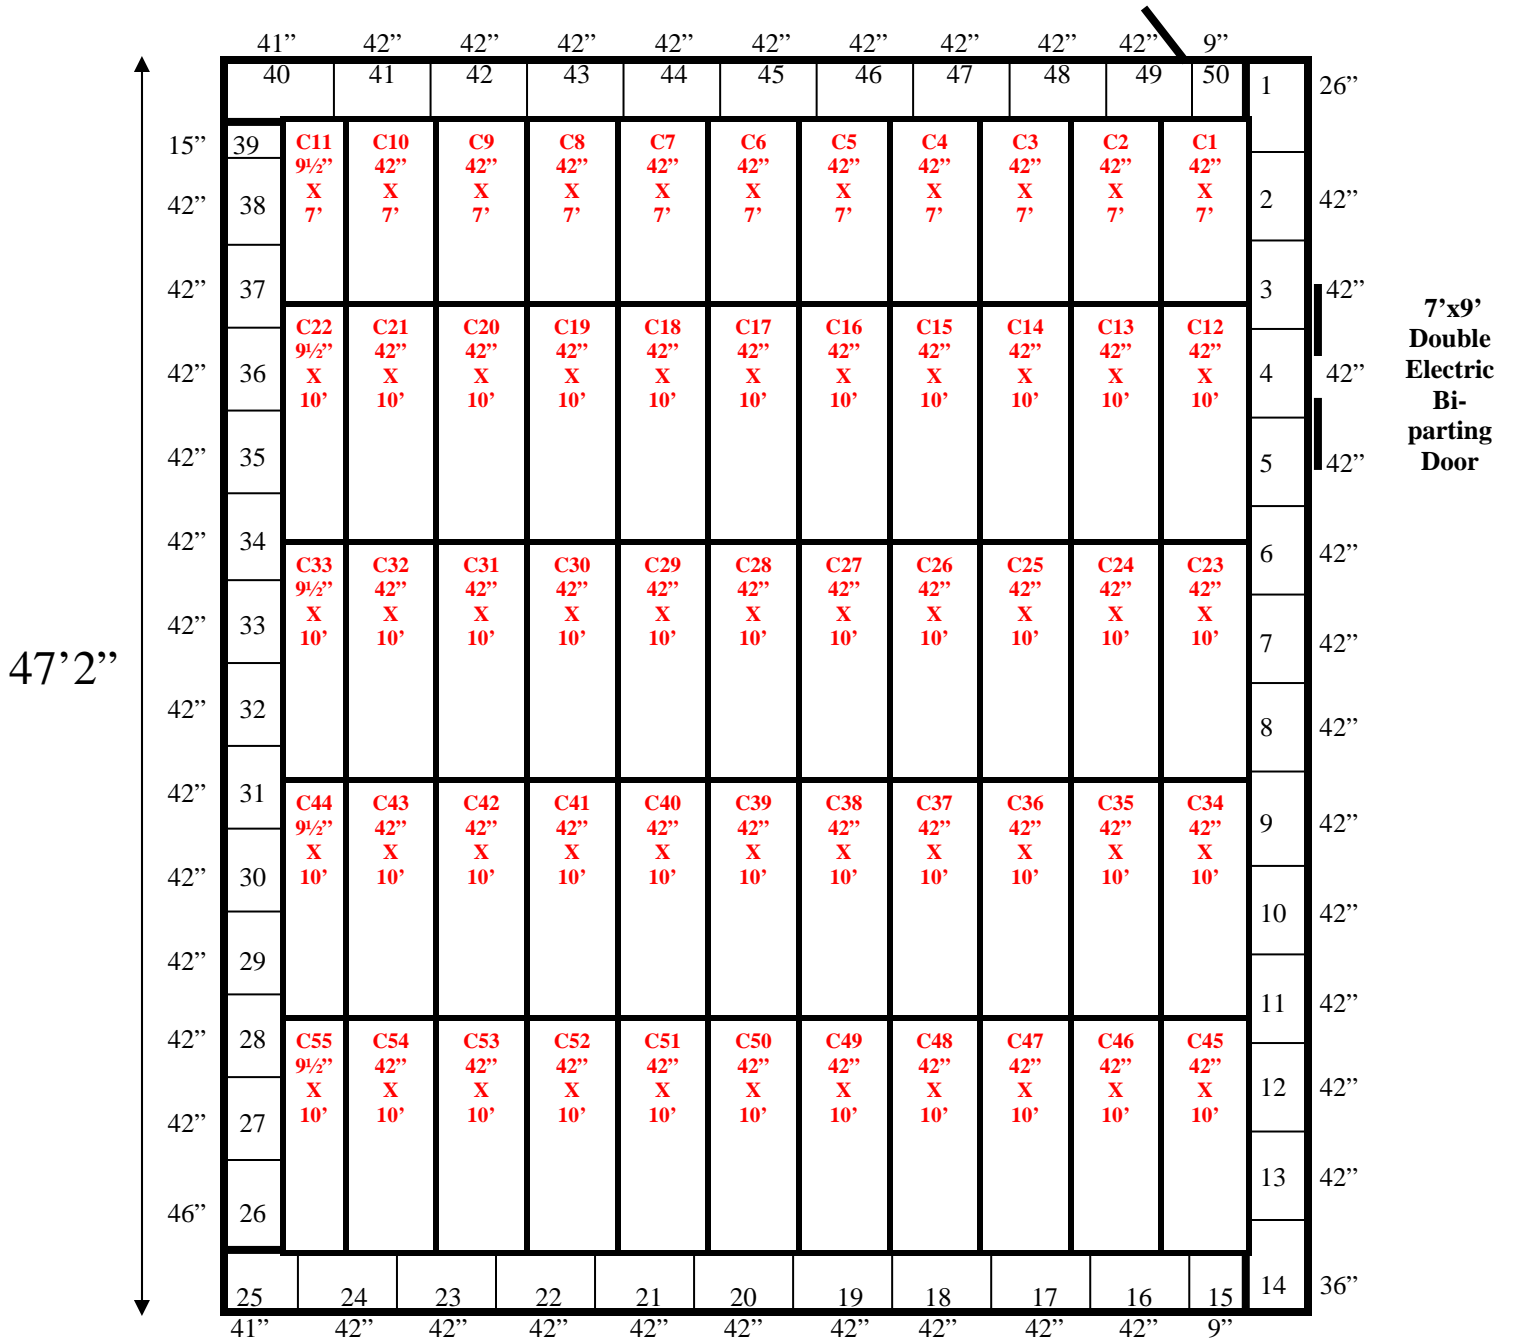 41” 42” 42” 42” 42” 42” 42” 42” 42” 42” 9”
40 41 42 43 44 45 46 47 48 49 50 1 26”
15” 39 C11 C10 C9 C8 C7 C6 C5 C4 C3 C2 C1
9½” 42” 42” 42” 42” 42” 42” 42” 42” 42” 42”
X X X X X X X X X X X
42” 38 7’ 7’ 7’ 7’ 7’ 7’ 7’ 7’ 7’ 7’ 7’ 2 42”
42” 37 3 42”
7’x9’
Double
Electric
Bi-
parting
Door
C22 C21 C20 C19 C18 C17 C16 C15 C14 C13 C12
9½” 42” 42” 42” 42” 42” 42” 42” 42” 42” 42”
42” 36 X X X X X X X X X X X 4 42”
10’ 10’ 10’ 10’ 10’ 10’ 10’ 10’ 10’ 10’ 10’
42” 35 5 42”
42” 34 6 42”
C33 C32 C31 C30 C29 C28 C27 C26 C25 C24 C23
9½” 42” 42” 42” 42” 42” 42” 42” 42” 42” 42”
X X X X X X X X X X X
42” 33 10’ 10’ 10’ 10’ 10’ 10’ 10’ 10’ 10’ 10’ 10’ 7 42”
47’2”
42” 32 8 42”
42” 31 C44 C43 C42 C41 C40 C39 C38 C37 C36 C35 C34
9½” 42” 42” 42” 42” 42” 42” 42” 42” 42” 42” 9 42”
X X X X X X X X X X X
42” 30 10’ 10’ 10’ 10’ 10’ 10’ 10’ 10’ 10’ 10’ 10’
10 42”
42” 29
11 42”
42” 28 C55 C54 C53 C52 C51 C50 C49 C48 C47 C46 C45
9½” 42” 42” 42” 42” 42” 42” 42” 42” 42” 42”
X X X X X X X X X X X 12 42”
42” 27 10’ 10’ 10’ 10’ 10’ 10’ 10’ 10’ 10’ 10’ 10’
13 42”
46” 26
14 36”
25 24 23 22 21 20 19 18 17 16 15
41” 42” 42” 42” 42” 42” 42” 42” 42” 42” 9”